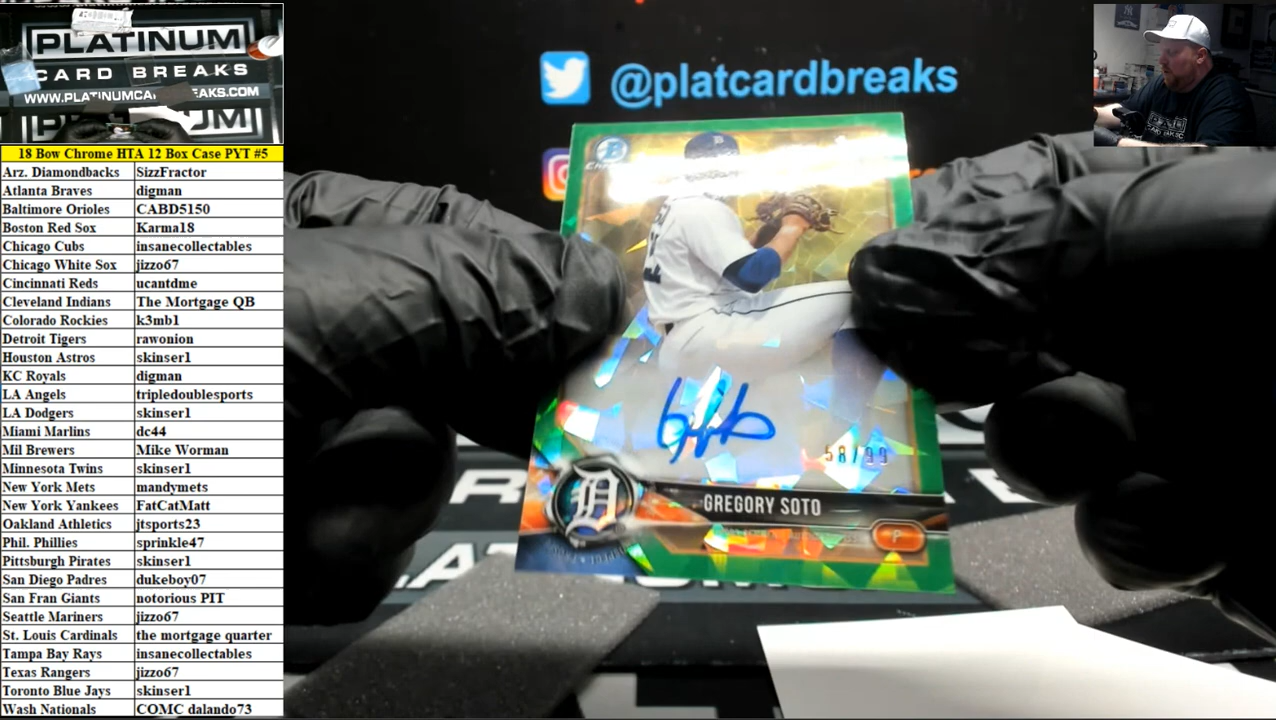 PLATINUM
CARD BREAKS
@platcardbreaks
18 Bow Chrome HTA 12 Box Case PYT #5
Arz. Diamondbacks SizzFractor
Atlanta Braves digman
Baltimore Orioles CABD5150
Boston Red Sox Karma18
Chicago Cubs insanecollectables
Chicago White Sox jizzo67
Cincinnati Reds ucantdme
Cleveland Indians The Mortgage QB
Colorado Rockies k3mb1
Detroit Tigers rawonion
Houston Astros skinser1
KC Royals digman
LA Angels tripledoublesports
LA Dodgers skinser1
Miami Marlins dc44
Mil Brewers Mike Worman
Minnesota Twins skinser1
New York Mets mandymets
New York Yankees FatCatMatt
Oakland Athletics jtsports23
Phil. Phillies sprinkle47
Pittsburgh Pirates skinser1
San Diego Padres dukeboy07
San Fran Giants notorious PIT
Seattle Mariners jizzo67
St. Louis Cardinals the mortgage quarter
Tampa Bay Rays insanecollectables
Texas Rangers jizzo67
Toronto Blue Jays skinser1
Wash Nationals COMC dalando73
58/99
GREGORY SOTO
P